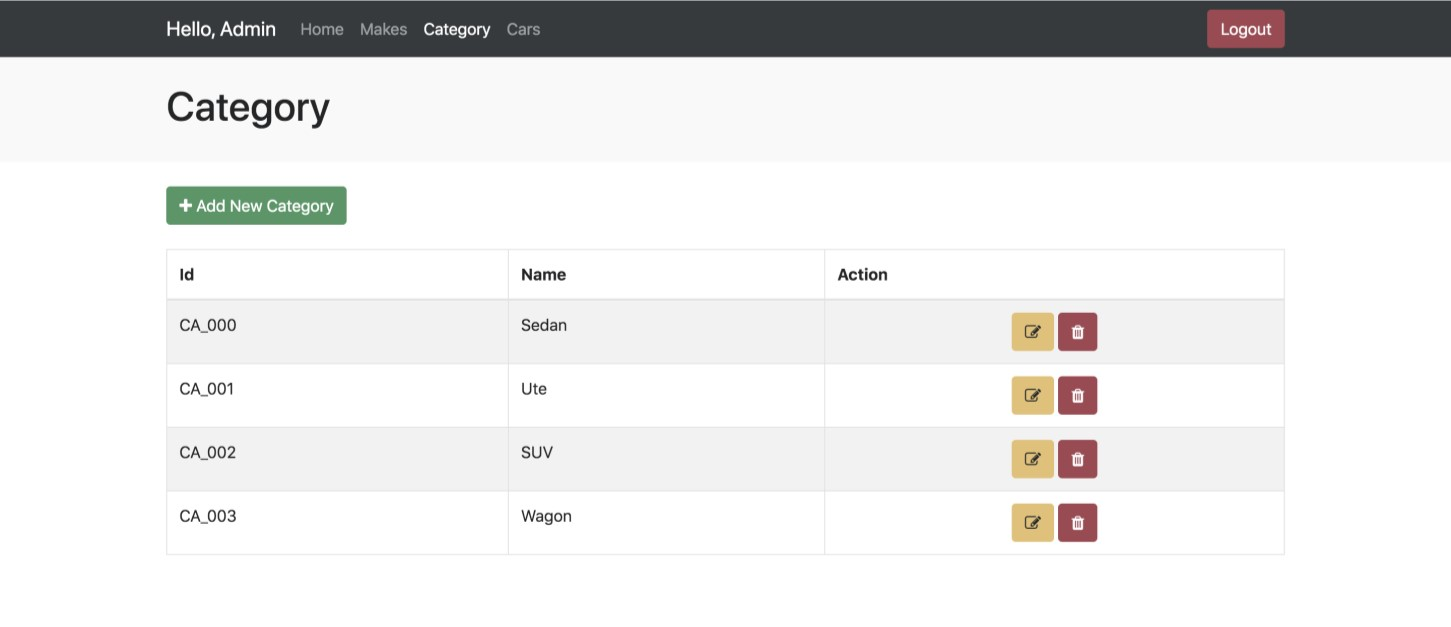 Hello, Admin Home Makes Category Cars Logout
Category
Add New Category
Id Name Action
CA_000 Sedan
CA_001 Ute
CA_002 SUV
CA_003 Wagon